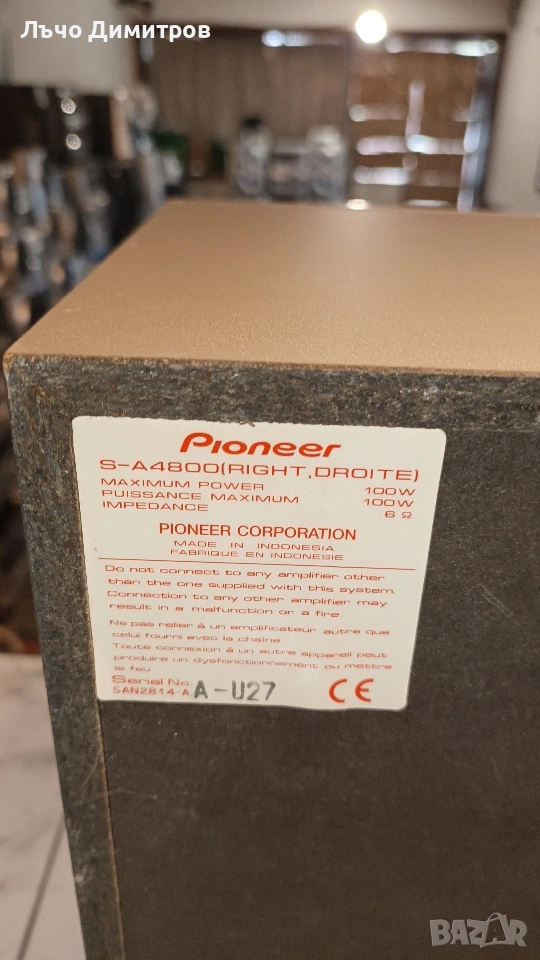 Лъчо Димитров
Pioneer
S-A4800(RIGHT,DROITE)
MAXIMUM POWER 100W
PUISSANCE MAXIMUM 100W
IMPEDANCE 6 Ω
PIONEER CORPORATION
MADE IN INDONESIA
FABRIQUE EN INDONESIE
Do not connect to any amplifier other
than the one supplied with this system.
Connection to any other amplifier may
result in a malfunction or a fire.
Ne pas relier à un amplificateur autre que
celui fourni avec la chaîne.
Toute connexion à un autre appareil peut
produire un dysfonctionnement ou mettre
le feu.
Serial No.
SAN2814-A A-U27 CE
BAZAR